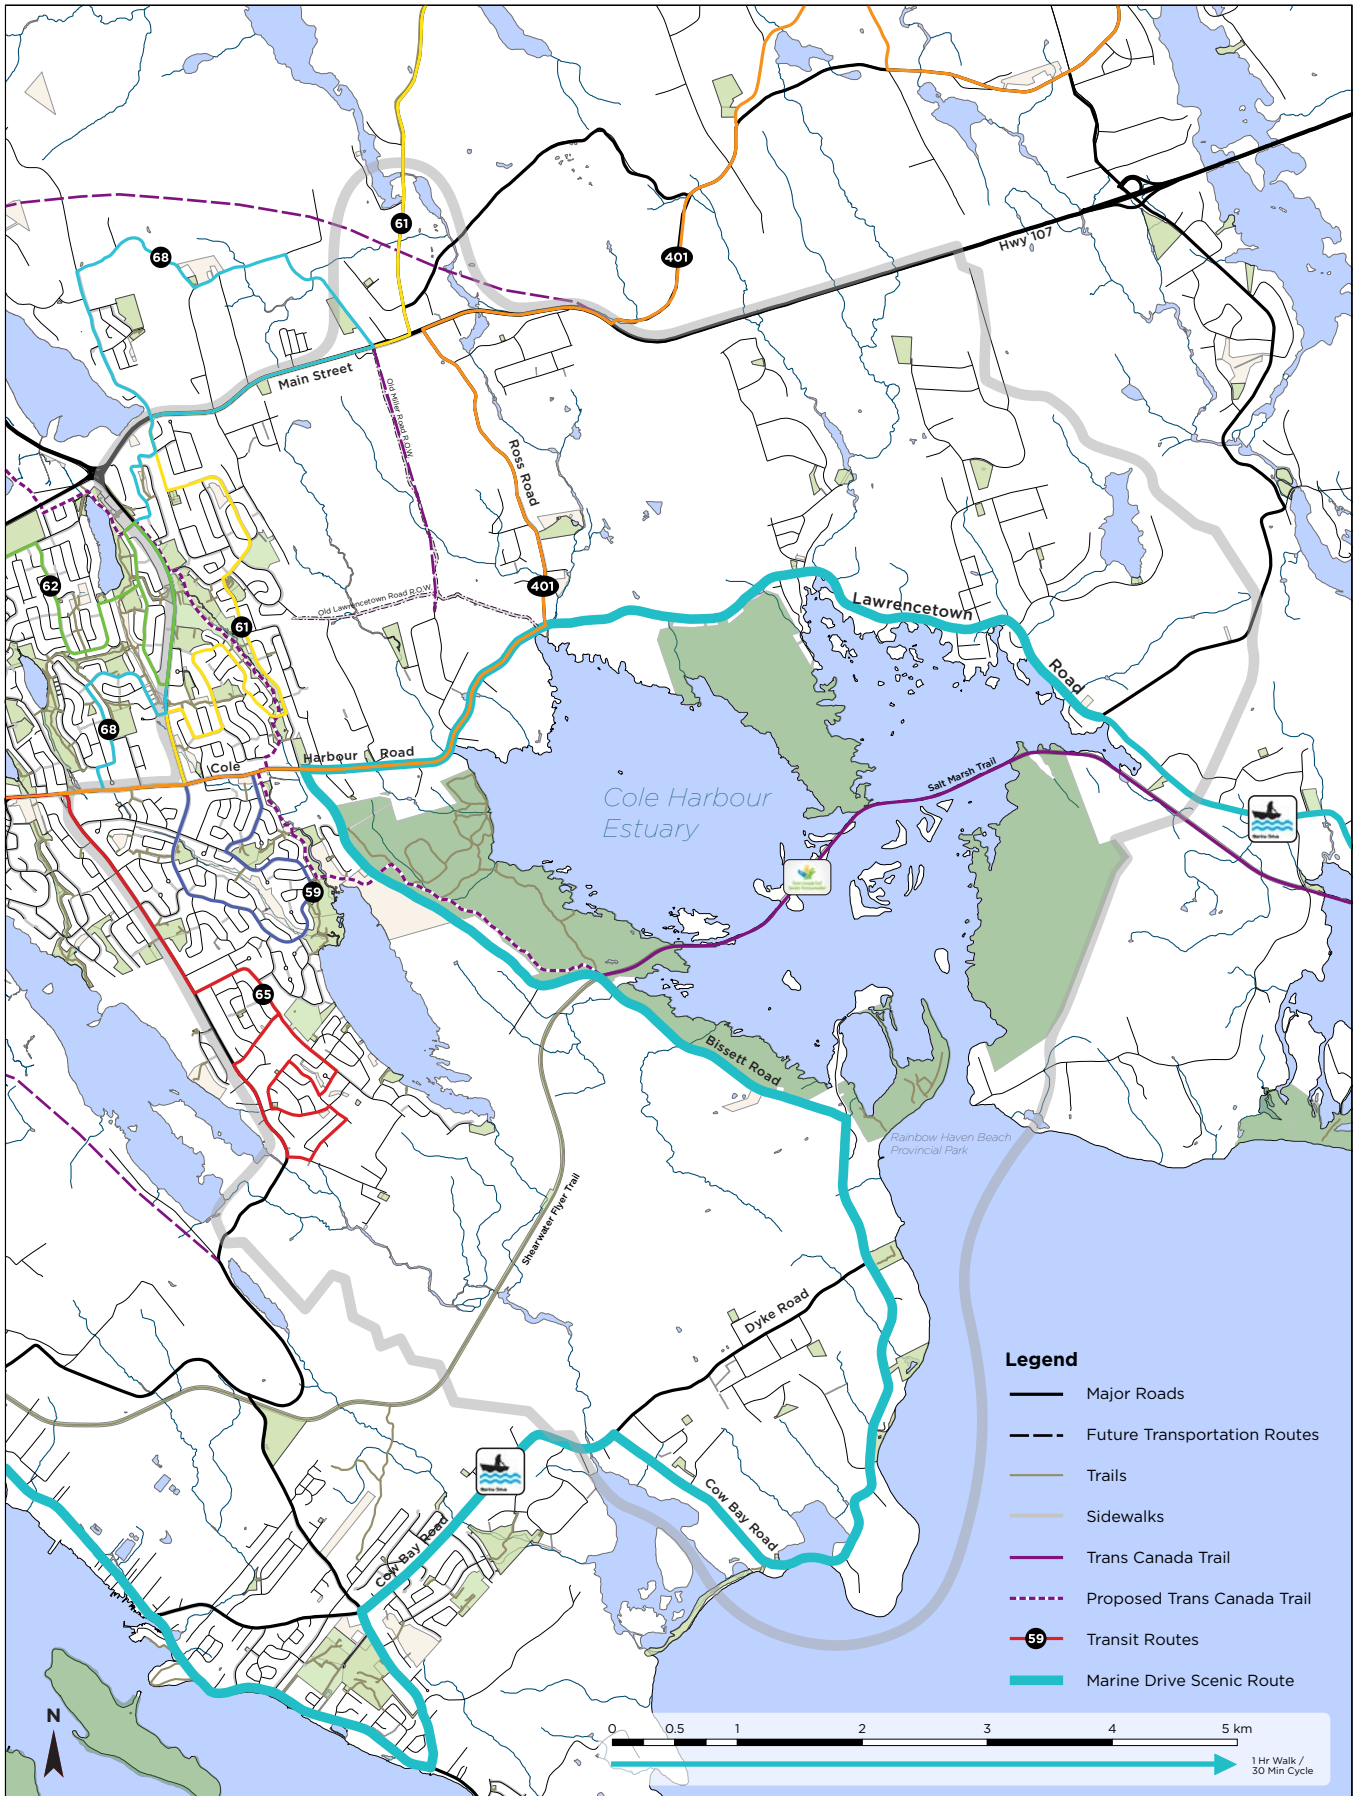 61
68
401
Hwy 107
Main Street
Old Miller Road R.O.W.
Ross Road
62
401
Old Lawrencetown Road R.O.W.
61
Lawrencetown
Road
68
Cole
Harbour Road
Salt Marsh Trail
Cole Harbour
Estuary
Marine Drive
59
65
Bissett Road
Rainbow Haven Beach
Provincial Park
Shearwater Flyer Trail
Dyke Road
Cow Bay Road
Marine Drive
Cow Bay Road
Legend
Major Roads
Future Transportation Routes
Trails
Sidewalks
Trans Canada Trail
Proposed Trans Canada Trail
59 Transit Routes
Marine Drive Scenic Route
N
0 0.5 1 2 3 4 5 km
1 Hr Walk /
30 Min Cycle